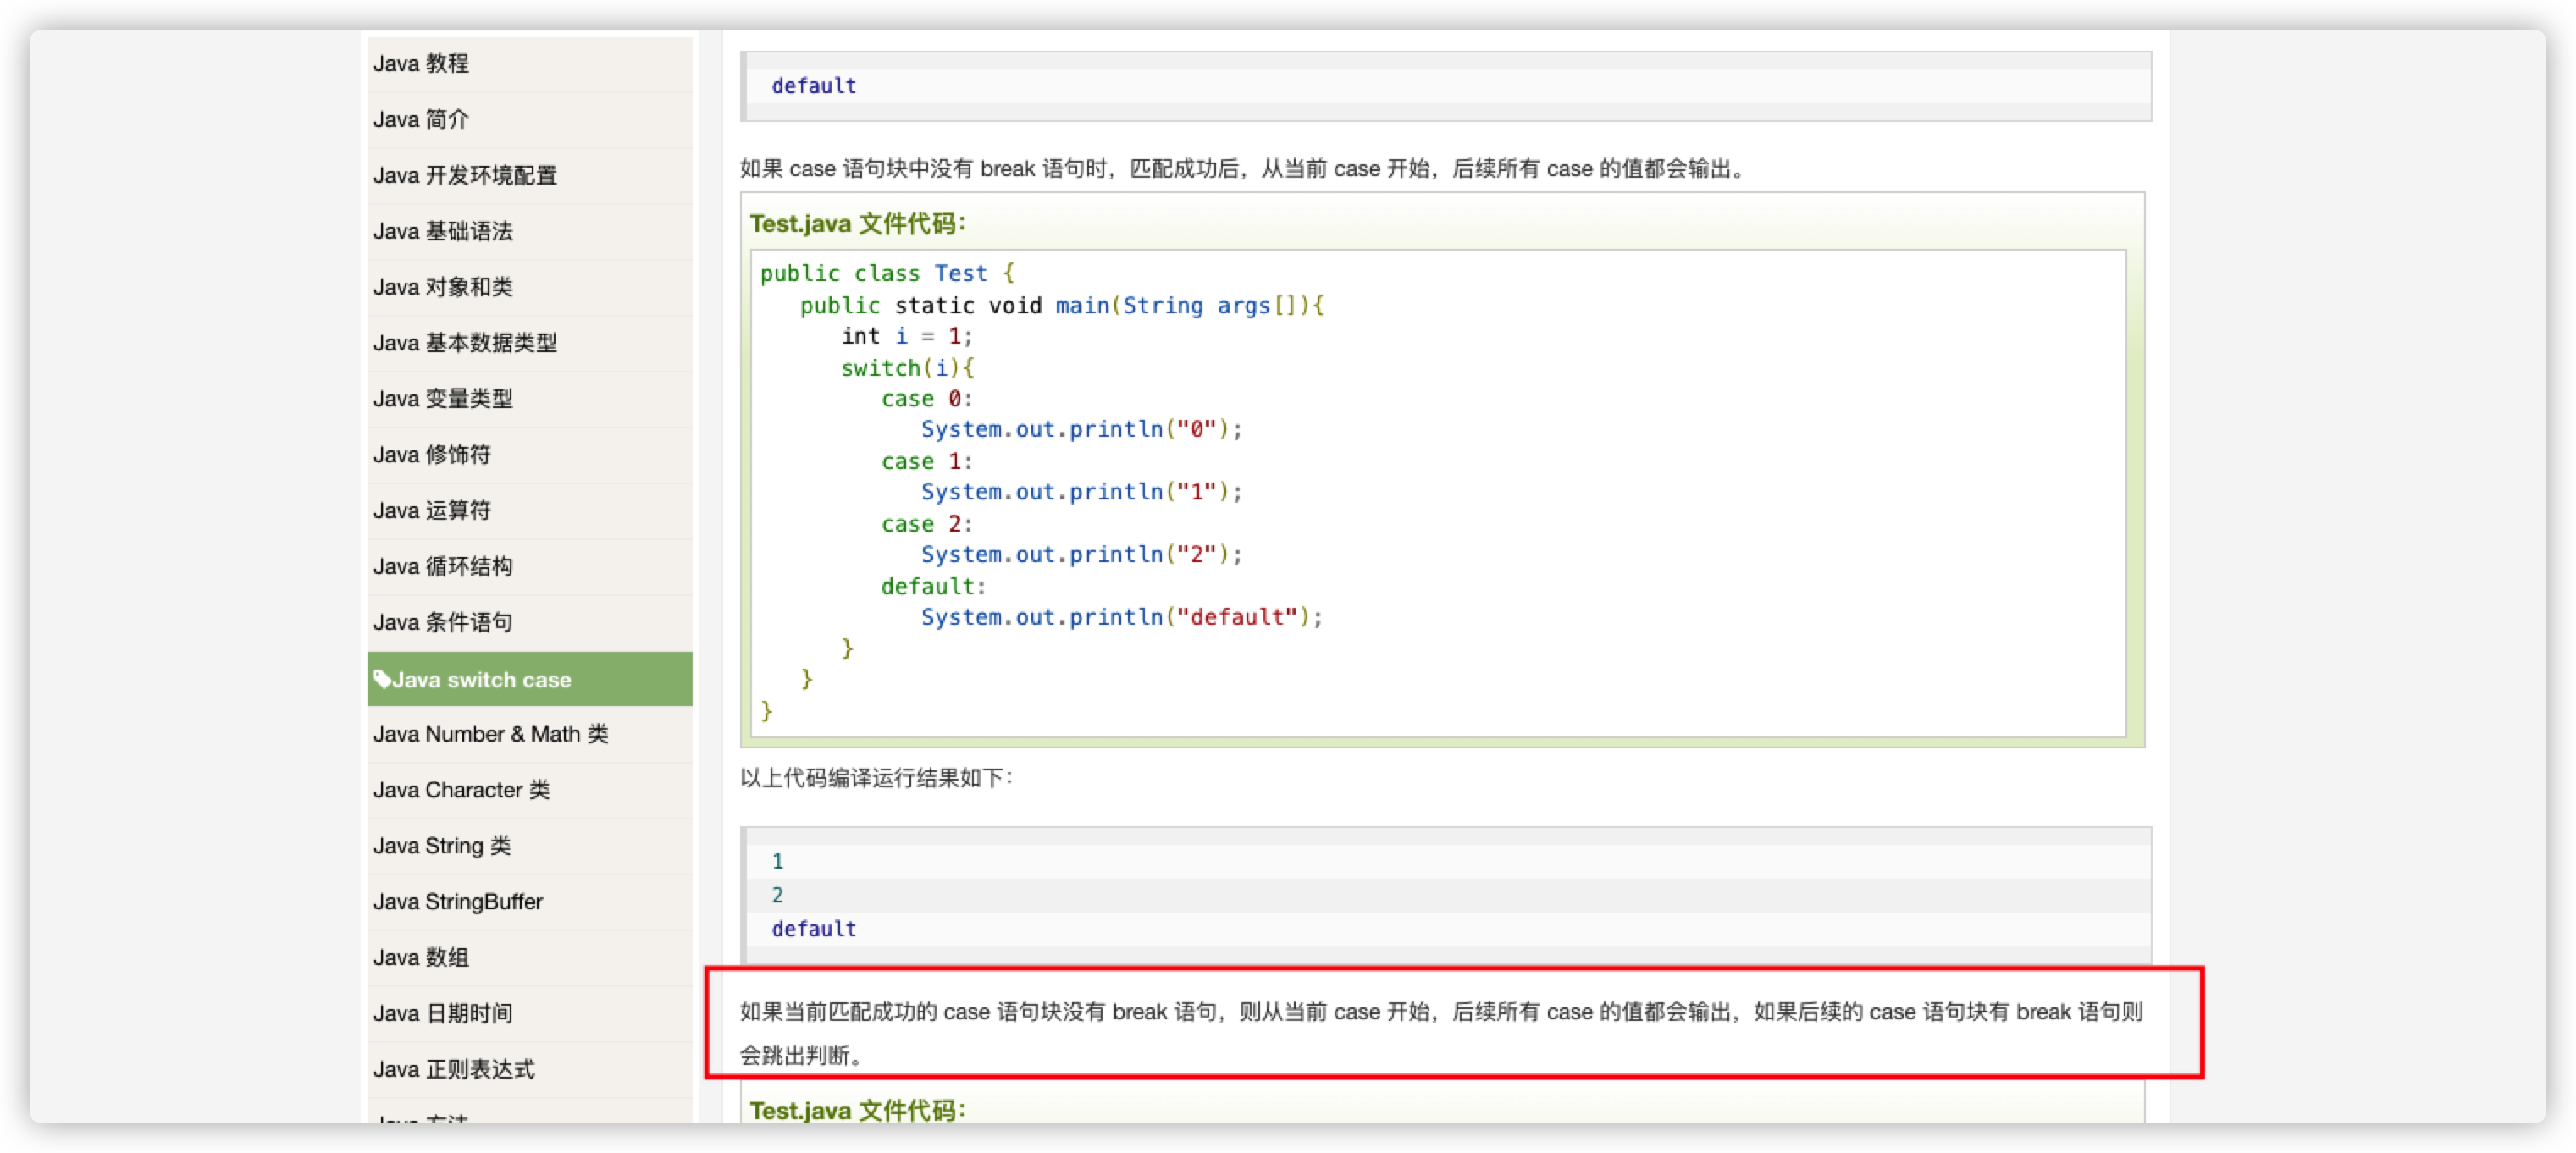 Java 教程
Java 简介
Java 开发环境配置
Java 基础语法
Java 对象和类
Java 基本数据类型
Java 变量类型
Java 修饰符
Java 运算符
Java 循环结构
Java 条件语句
Java switch case
Java Number & Math 类
Java Character 类
Java String 类
Java StringBuffer
Java 数组
Java 日期时间
Java 正则表达式
Java 方法
default
如果 case 语句块中没有 break 语句时，匹配成功后，从当前 case 开始，后续所有 case 的值都会输出。
Test.java 文件代码：
public class Test {
   public static void main(String args[]){
      int i = 1;
      switch(i){
         case 0:
            System.out.println("0");
         case 1:
            System.out.println("1");
         case 2:
            System.out.println("2");
         default:
            System.out.println("default");
      }
   }
}
以上代码编译运行结果如下：
1
2
default
如果当前匹配成功的 case 语句块没有 break 语句，则从当前 case 开始，后续所有 case 的值都会输出，如果后续的 case 语句块有 break 语句则
会跳出判断。
Test.java 文件代码：